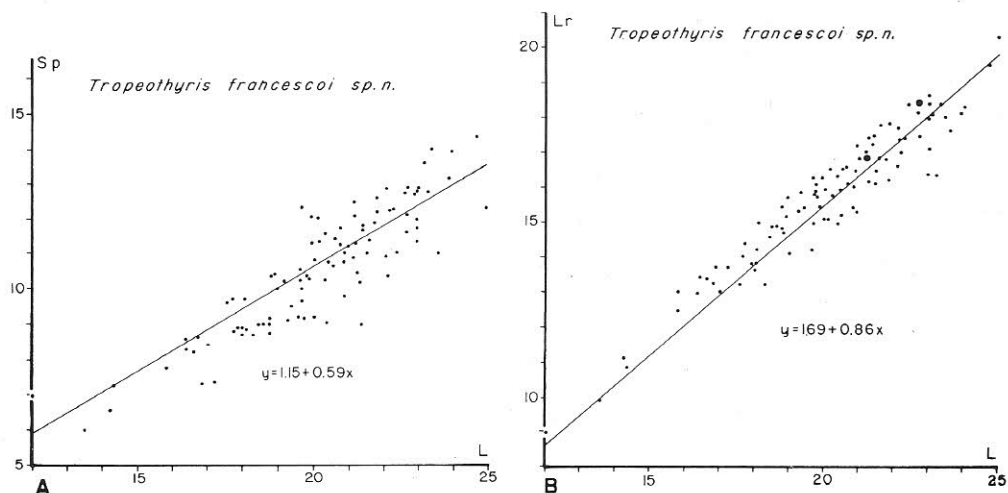 Sp
Tropeothyris francescoi sp.n.
15
10
5
y=1.15+0.59x
15
20
25
L
A
Lr
Tropeothyris francescoi sp.n.
20
15
10
y=1.69+0.86x
15
20
25
L
B